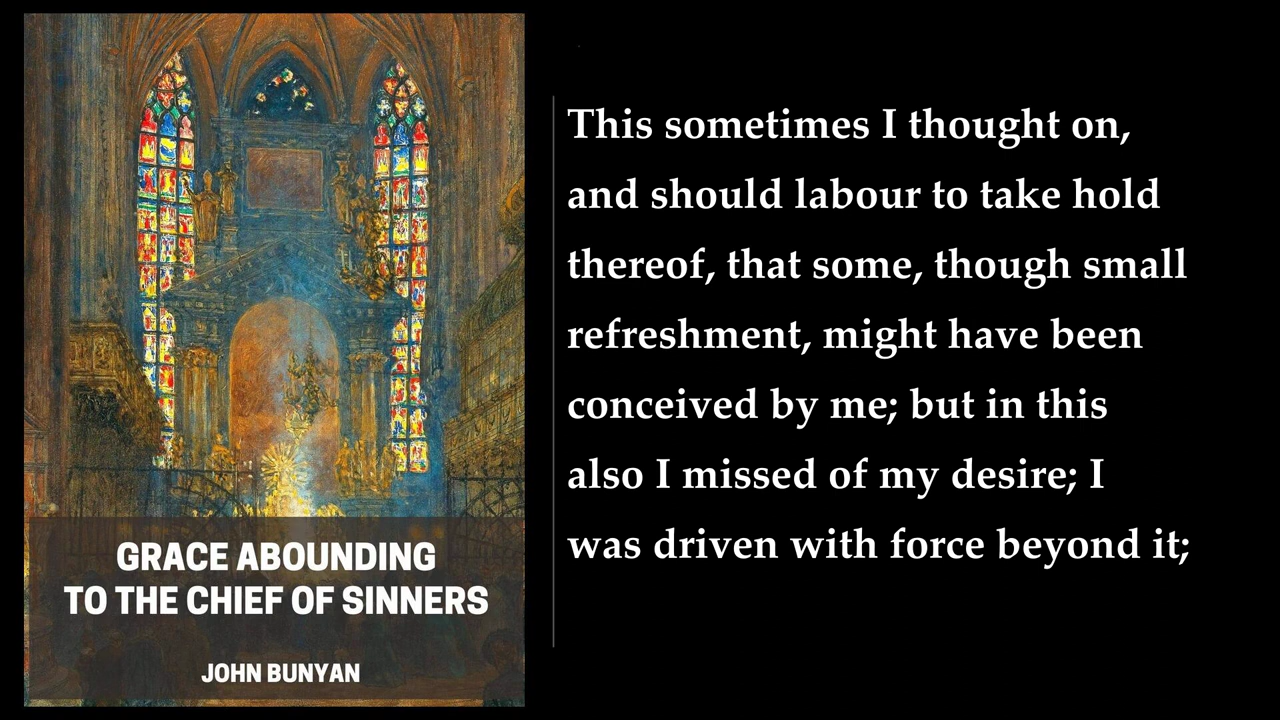 GRACE ABOUNDING
TO THE CHIEF OF SINNERS
JOHN BUNYAN
This sometimes I thought on,
and should labour to take hold
thereof, that some, though small
refreshment, might have been
conceived by me; but in this
also I missed of my desire; I
was driven with force beyond it;